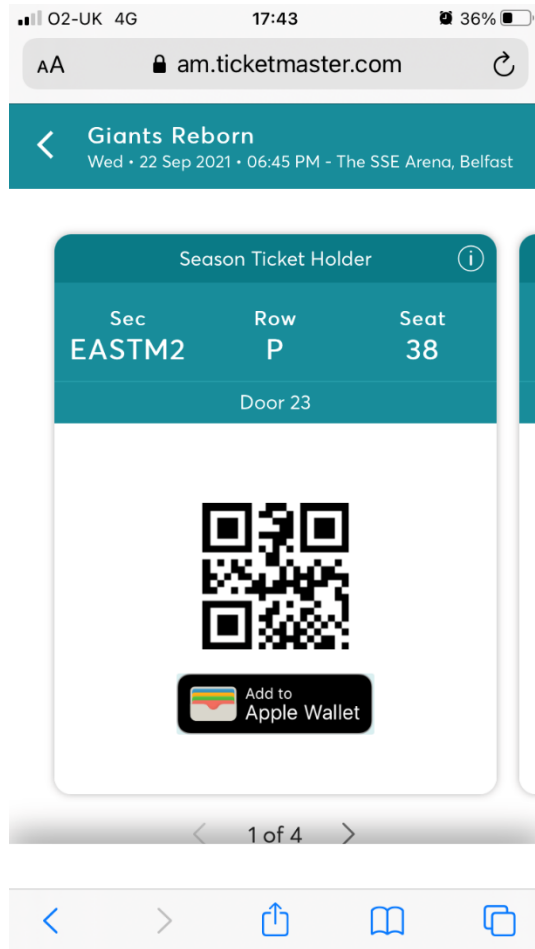 O2-UK 4G 17:43 36%
AA am.ticketmaster.com
Giants Reborn
Wed • 22 Sep 2021 • 06:45 PM - The SSE Arena, Belfast
Season Ticket Holder
Sec Row Seat
EASTM2 P 38
Door 23
Add to
Apple Wallet
1 of 4